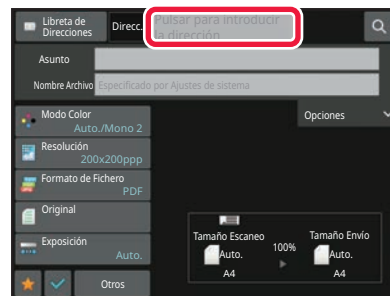 Libreta de
Direcciones
Direcc.
Pulsar para introducir
la dirección
Asunto
Nombre Archivo
Especificado por Ajustes de sistema
Modo Color
Auto./Mono 2
Opciones
Resolución
200x200ppp
Formato de Fichero
PDF
Original
Exposición
Auto.
Otros
Tamaño Escaneo
Auto.
A4
100%
Tamaño Envío
Auto.
A4